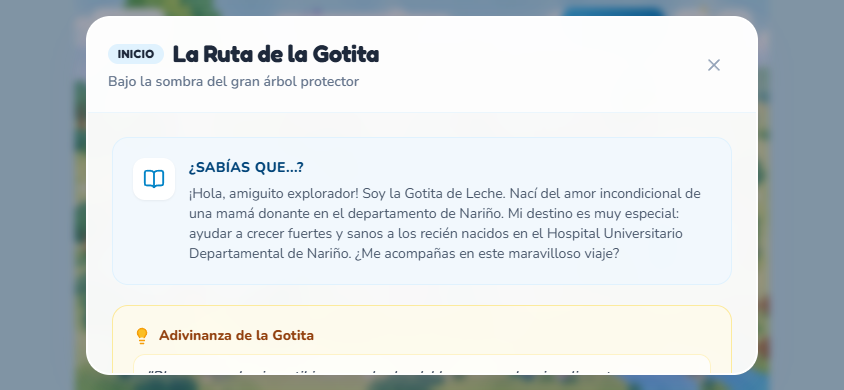 INICIO La Ruta de la Gotita
Bajo la sombra del gran árbol protector
¿SABÍAS QUE...?
¡Hola, amiguito explorador! Soy la Gotita de Leche. Nací del amor incondicional de
una mamá donante en el departamento de Nariño. Mi destino es muy especial:
ayudar a crecer fuertes y sanos a los recién nacidos en el Hospital Universitario
Departamental de Nariño. ¿Me acompañas en este maravilloso viaje?
Adivinanza de la Gotita